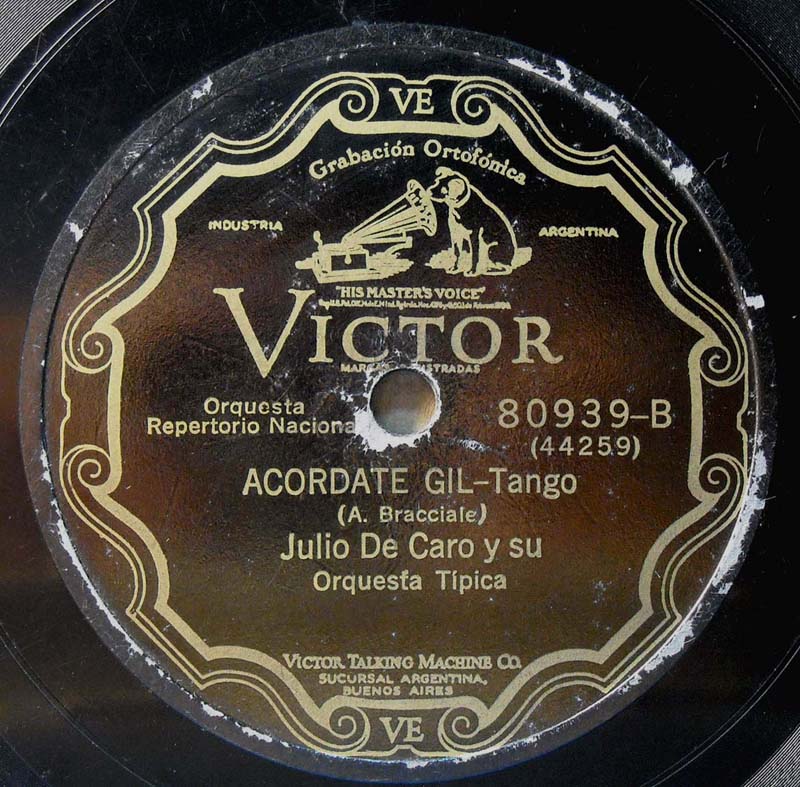 VE
Grabación Ortofónica
INDUSTRIA
ARGENTINA
"HIS MASTER'S VOICE"
VICTOR
Orquesta
Repertorio Naciona
80939-B
(44259)
ACORDATE GIL-Tango
(A. Bracciale)
Julio De Caro y su
Orquesta Típica
VICTOR TALKING MACHINE CO.
SUCURSAL ARGENTINA,
BUENOS AIRES
VE